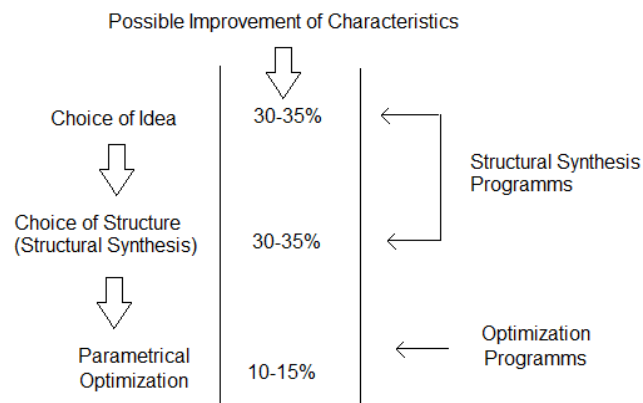 Possible Improvement of Characteristics
Choice of Idea
30-35%
Structural Synthesis
Programms
Choice of Structure
(Structural Synthesis)
30-35%
Parametrical
Optimization
10-15%
Optimization
Programms